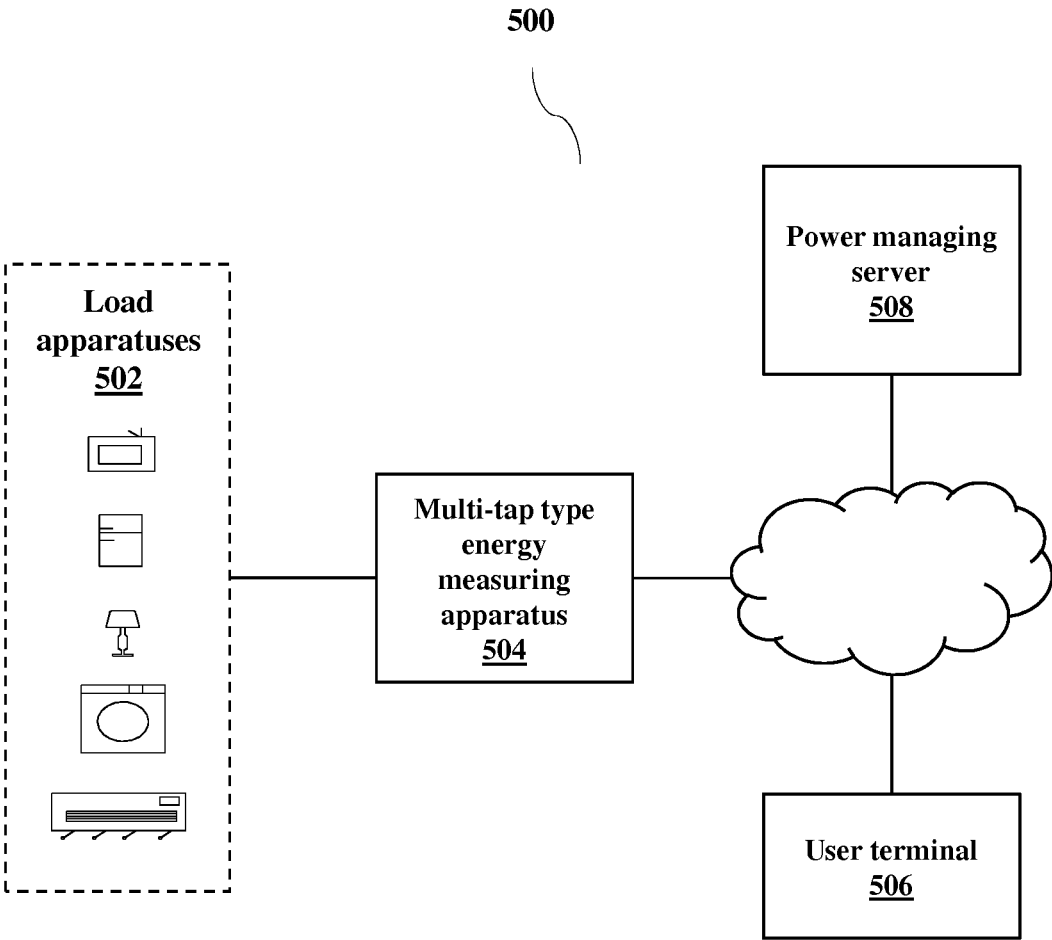 500
Power managing
server
508
Load
apparatuses
502
Multi-tap type
energy
measuring
apparatus
504
User terminal
506